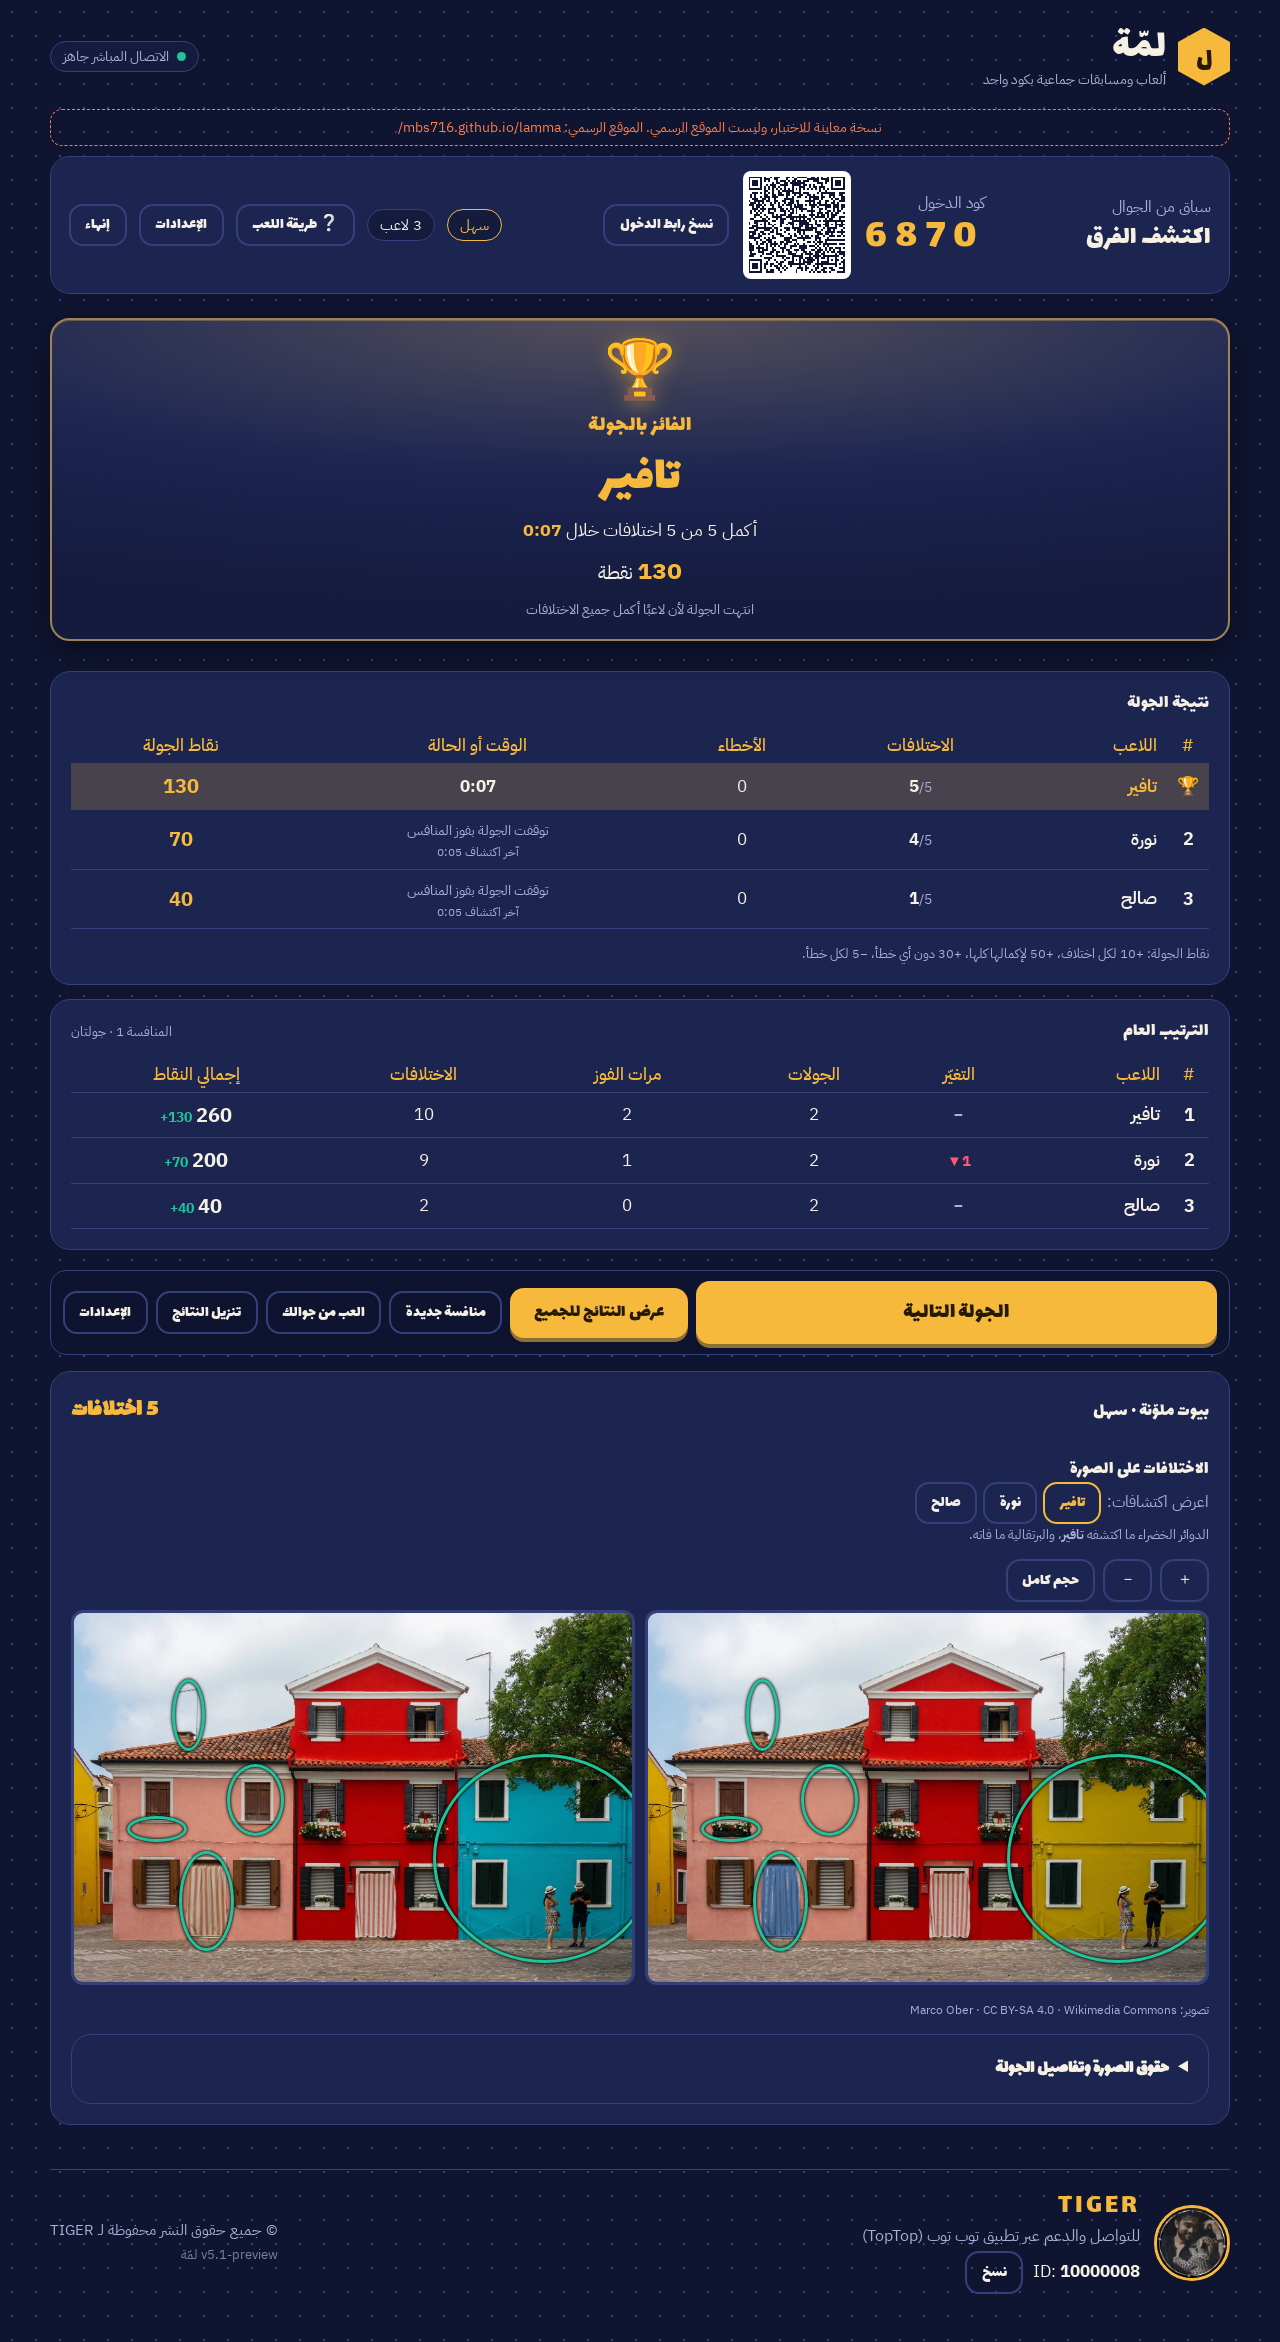 ل
لمّة
ألعاب ومسابقات جماعية بكود واحد
الاتصال المباشر جاهز
نسخة معاينة للاختبار، وليست الموقع الرسمي. الموقع الرسمي: mbs716.github.io/lamma/.
سباق من الجوال
اكتشف الفرق
كود الدخول
6870
نسخ رابط الدخول
سهل
3 لاعب
❔ طريقة اللعب
الإعدادات
إنهاء
🏆
الفائز بالجولة
تافير
أكمل 5 من 5 اختلافات خلال 0:07
130 نقطة
انتهت الجولة لأن لاعبًا أكمل جميع الاختلافات
نتيجة الجولة
# اللاعب الاختلافات الأخطاء الوقت أو الحالة نقاط الجولة
🏆 تافير 5/5 0 0:07 130
2 نورة 4/5 0 توقفت الجولة بفوز المنافس آخر اكتشاف 0:05 70
3 صالح 1/5 0 توقفت الجولة بفوز المنافس آخر اكتشاف 0:05 40
نقاط الجولة: +10 لكل اختلاف، +50 لإكمالها كلها، +30 دون أي خطأ، −5 لكل خطأ.
الترتيب العام
المنافسة 1 · جولتان
# اللاعب التغيّر الجولات مرات الفوز الاختلافات إجمالي النقاط
1 تافير – 2 2 10 260 +130
2 نورة ▼1 2 1 9 200 +70
3 صالح – 2 0 2 40 +40
الجولة التالية
عرض النتائج للجميع
منافسة جديدة
العب من جوالك
تنزيل النتائج
الإعدادات
بيوت ملوّنة · سهل
5 اختلافات
الاختلافات على الصورة
اعرض اكتشافات: تافير نورة صالح
الدوائر الخضراء ما اكتشفه تافير، والبرتقالية ما فاته.
+ − حجم كامل
تصوير: Marco Ober · CC BY-SA 4.0 · Wikimedia Commons
◀ حقوق الصورة وتفاصيل الجولة
TIGER
للتواصل والدعم عبر تطبيق توب توب (TopTop)
ID: 10000008 نسخ
© جميع حقوق النشر محفوظة لـ TIGER
لمّة v5.1-preview